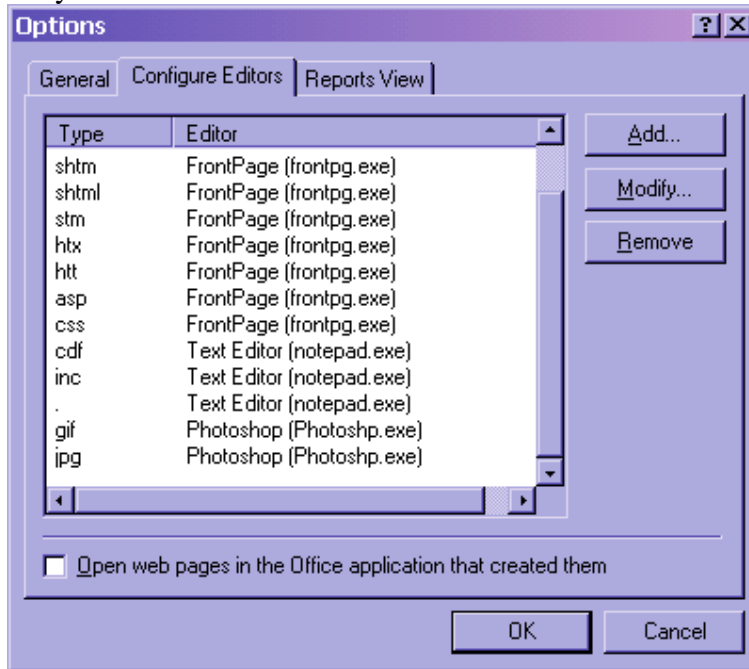 Options
General Configure Editors Reports View
Type Editor
shtm FrontPage (frontpg.exe)
shtml FrontPage (frontpg.exe)
stm FrontPage (frontpg.exe)
htx FrontPage (frontpg.exe)
htt FrontPage (frontpg.exe)
asp FrontPage (frontpg.exe)
css FrontPage (frontpg.exe)
cdf Text Editor (notepad.exe)
inc Text Editor (notepad.exe)
. Text Editor (notepad.exe)
gif Photoshop (Photoshp.exe)
jpg Photoshop (Photoshp.exe)
Add...
Modify...
Remove
Open web pages in the Office application that created them
OK Cancel